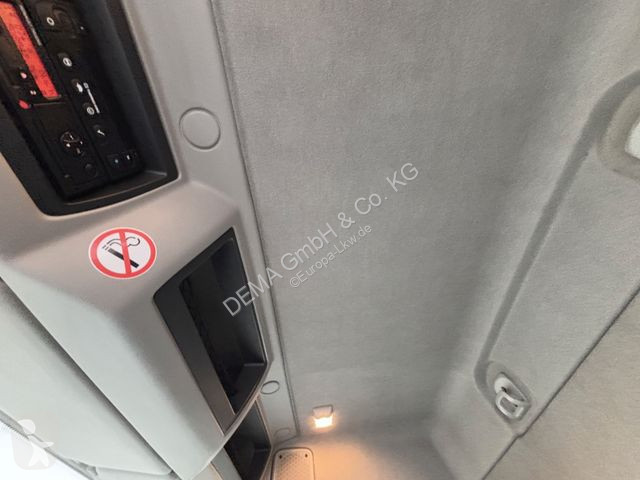 DEMA GmbH & Co. KG
©Europa-Lkw.de